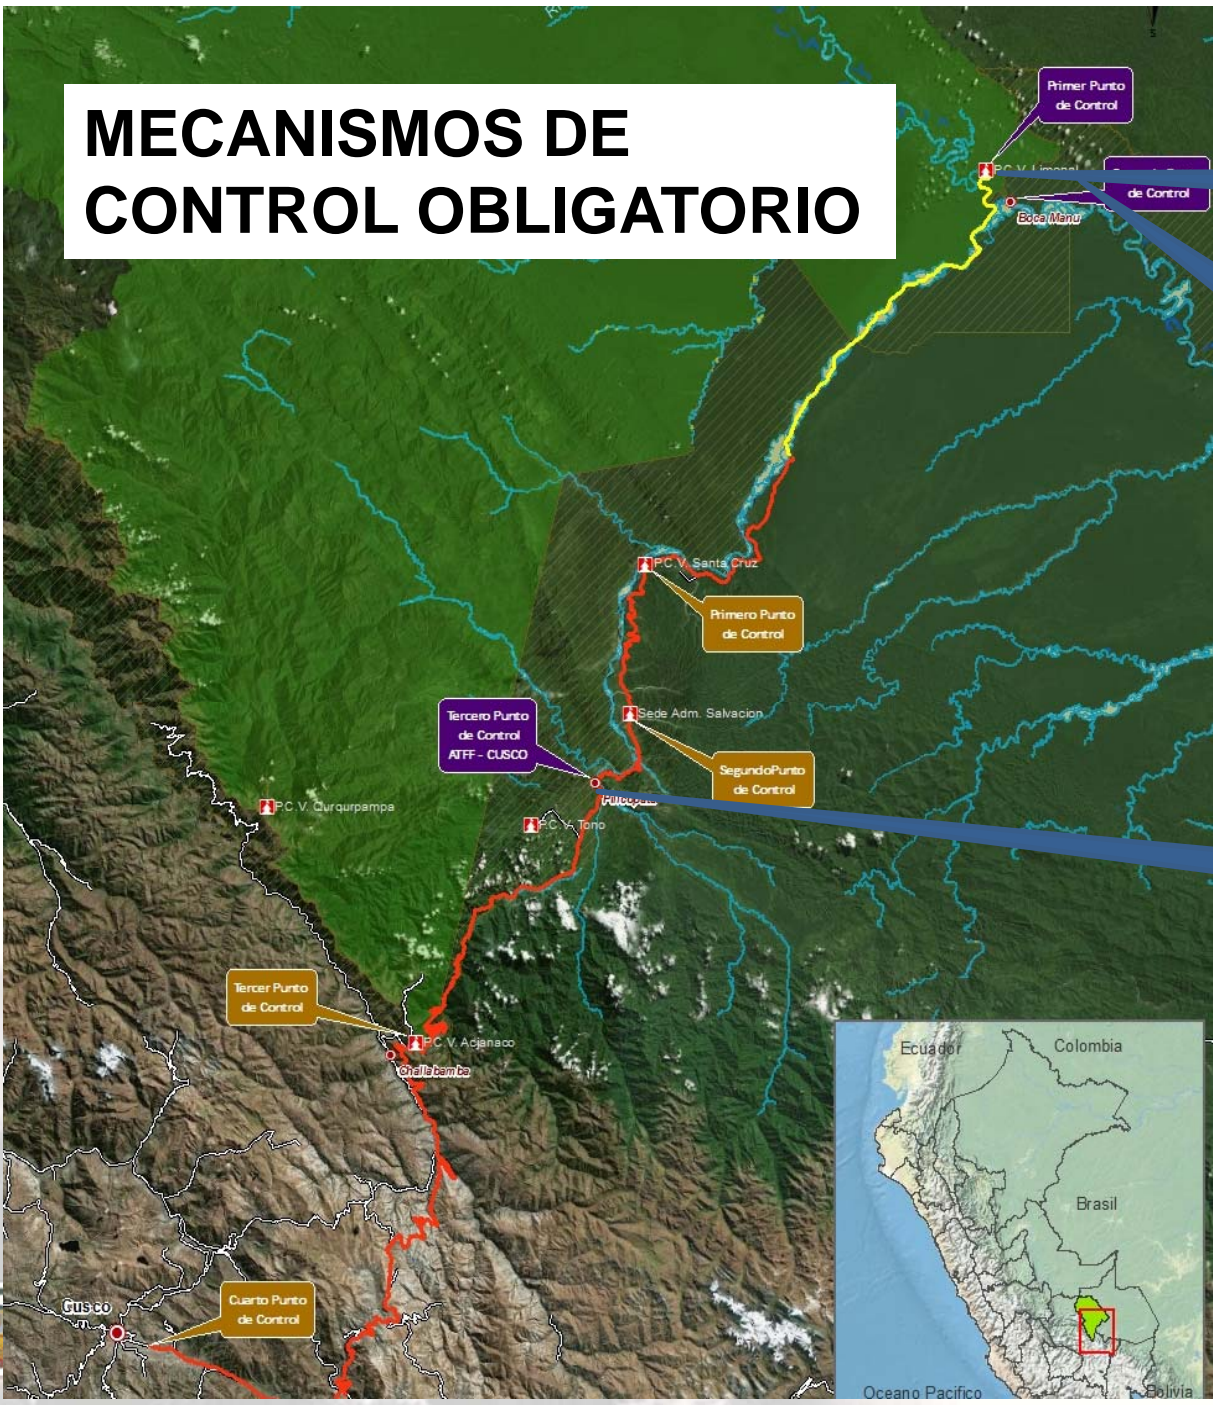 MECANISMOS DE
CONTROL OBLIGATORIO
S
Primer Punto
de Control
P.C.V. Limonal
de Control
Boca Manu
P.C.V. Santa Cruz
Primero Punto
de Control
Sede Adm. Salvacion
Tercero Punto
de Control
ATFF - CUSCO
SegundoPunto
de Control
Pilcopata
P.C.V. Qurqurpampa
P.C.V. Tono
Tercer Punto
de Control
P.C.V. Acjanaco
Challabamba
Cusco
Cuarto Punto
de Control
Ecuador
Colombia
Brasil
Oceano Pacifico
Bolivia